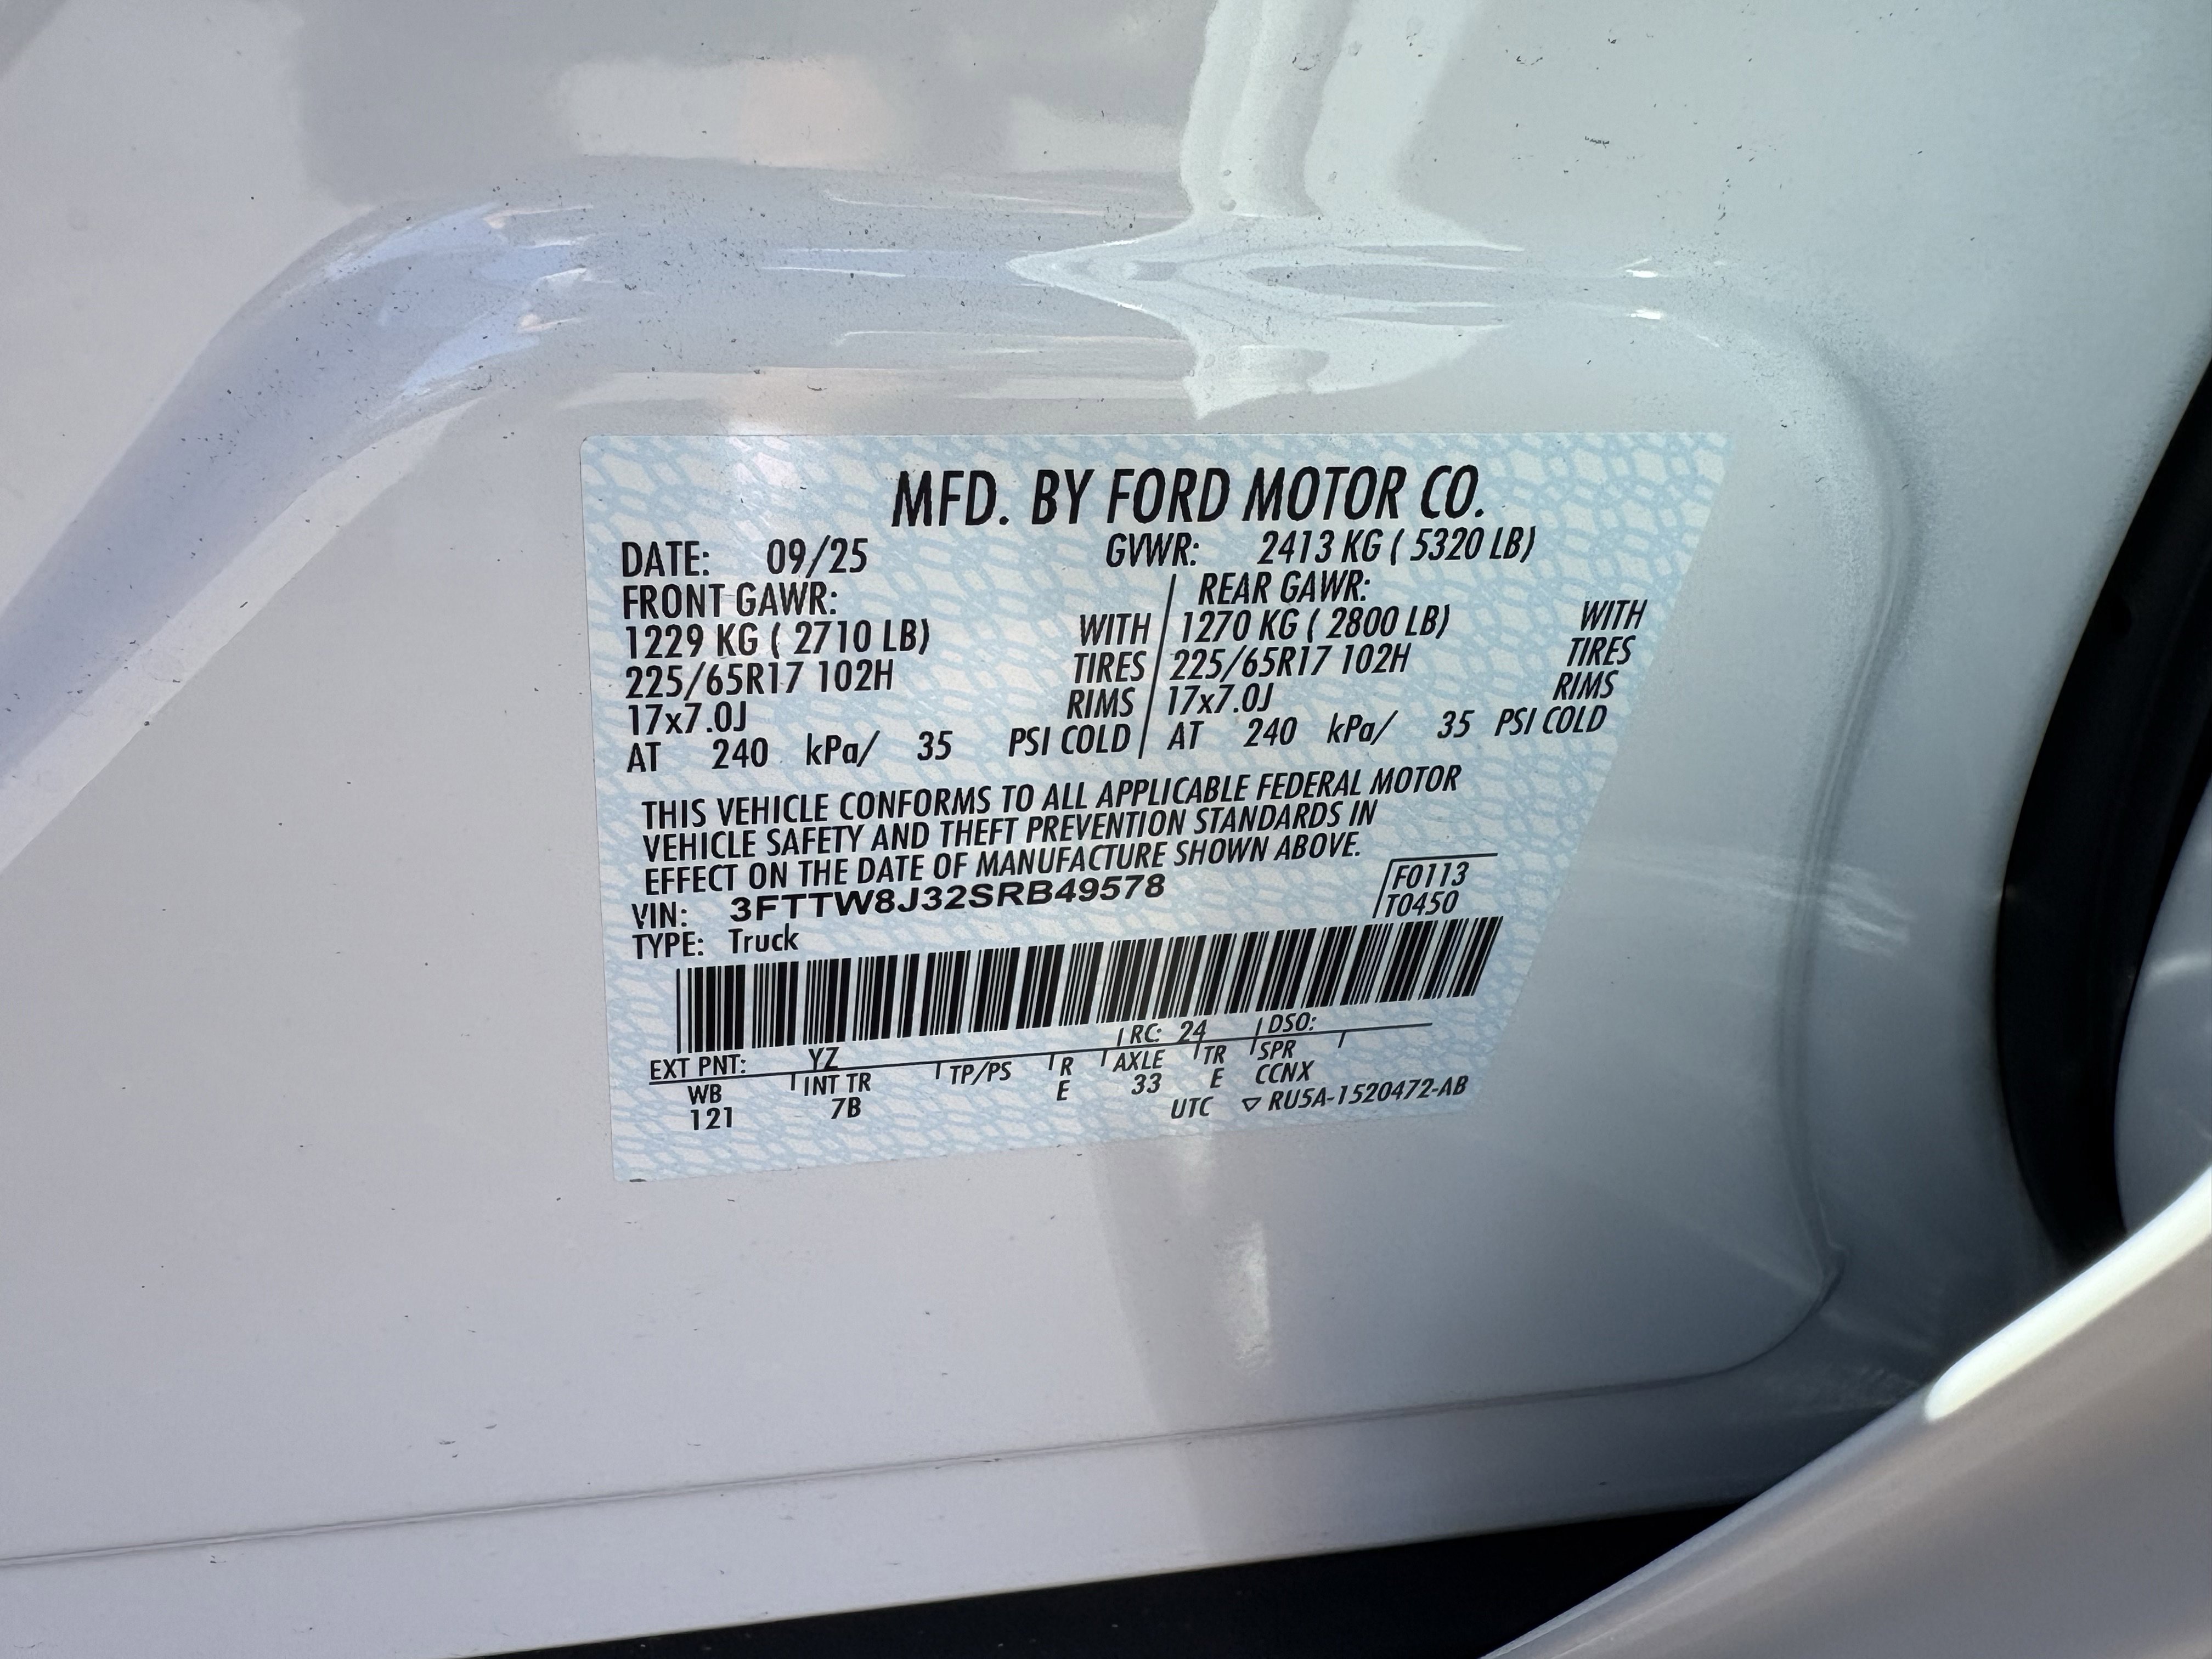 MFD. BY FORD MOTOR CO.
DATE: 09/25 GVWR: 2413 KG ( 5320 LB)
FRONT GAWR: REAR GAWR:
1229 KG ( 2710 LB) WITH 1270 KG ( 2800 LB) WITH
225/65R17 102H TIRES 225/65R17 102H TIRES
17x7.0J RIMS 17x7.0J RIMS
AT 240 kPa/ 35 PSI COLD AT 240 kPa/ 35 PSI COLD
THIS VEHICLE CONFORMS TO ALL APPLICABLE FEDERAL MOTOR
VEHICLE SAFETY AND THEFT PREVENTION STANDARDS IN
EFFECT ON THE DATE OF MANUFACTURE SHOWN ABOVE.
VIN: 3FTTW8J32SRB49578 F0113
TYPE: Truck T0450
EXT PNT: YZ RC: 24 DSO:
WB INT TR TP/PS R AXLE TR SPR
121 7B E 33 E CCNX
UTC ▽ RU5A-1520472-AB